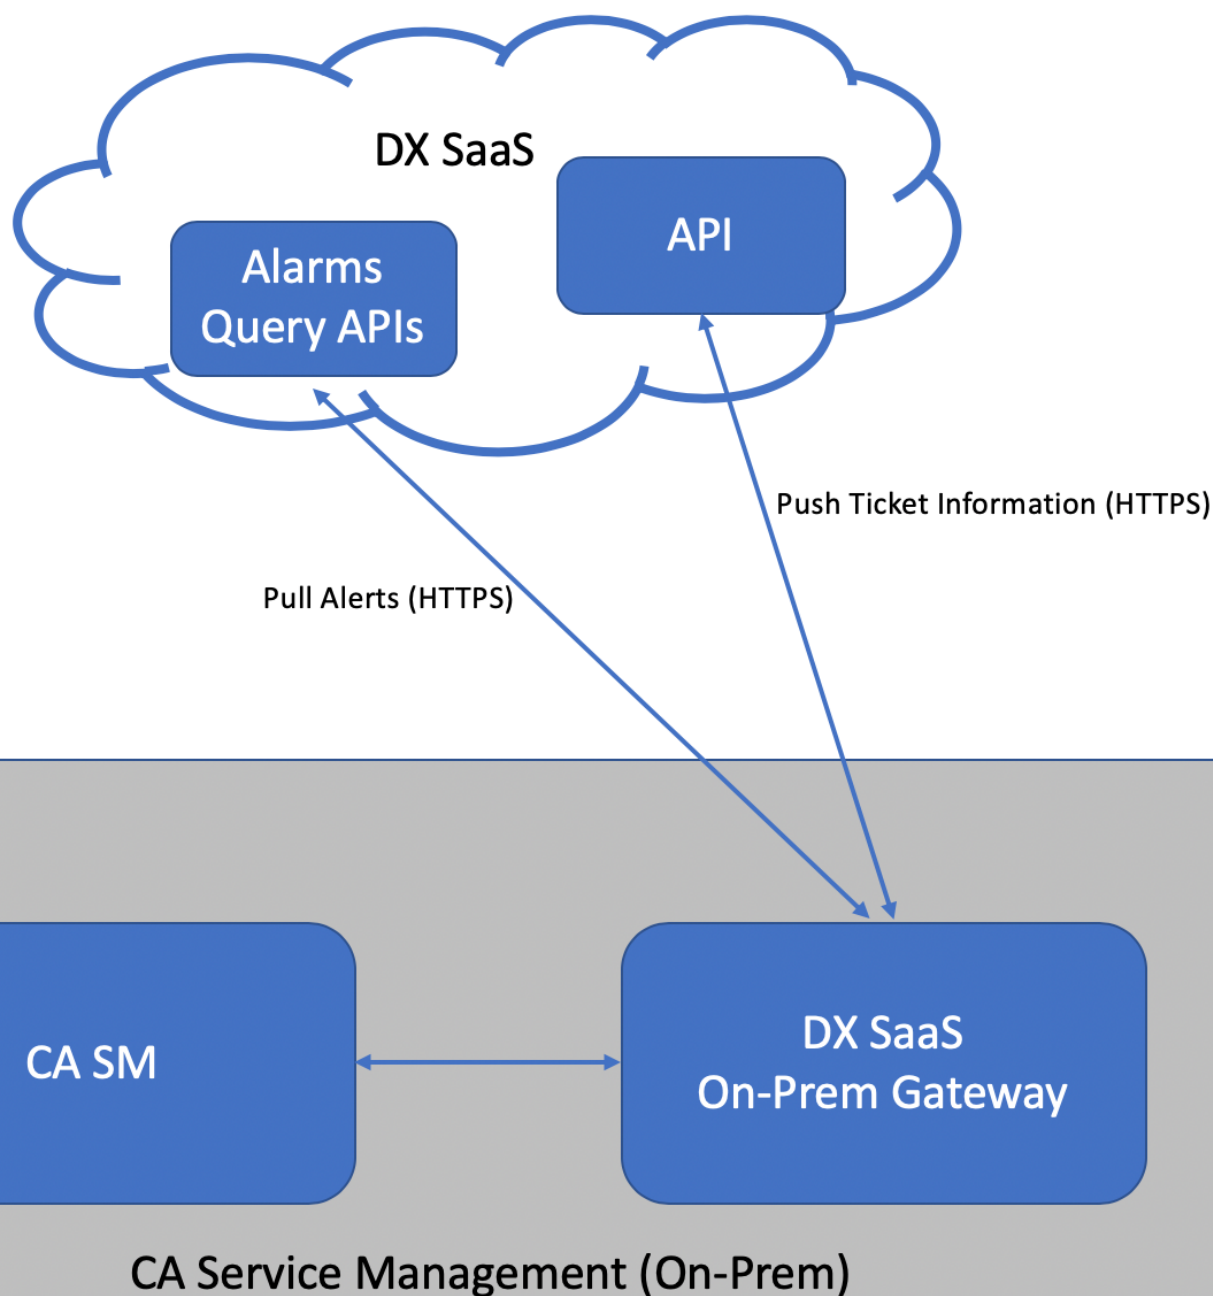 DX SaaS
API
Alarms
Query APIs
Push Ticket Information (HTTPS)
Pull Alerts (HTTPS)
CA SM
DX SaaS
On-Prem Gateway
CA Service Management (On-Prem)